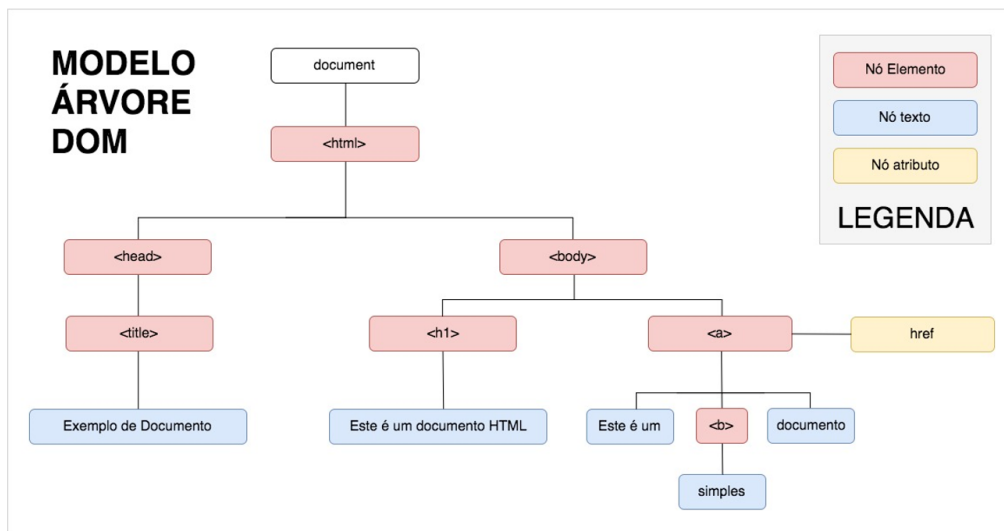 MODELO
ÁRVORE
DOM
document
<html>
<head>
<body>
<title>
<h1>
<a>
href
Exemplo de Documento
Este é um documento HTML
Este é um
<b>
documento
simples
Nó Elemento
Nó texto
Nó atributo
LEGENDA